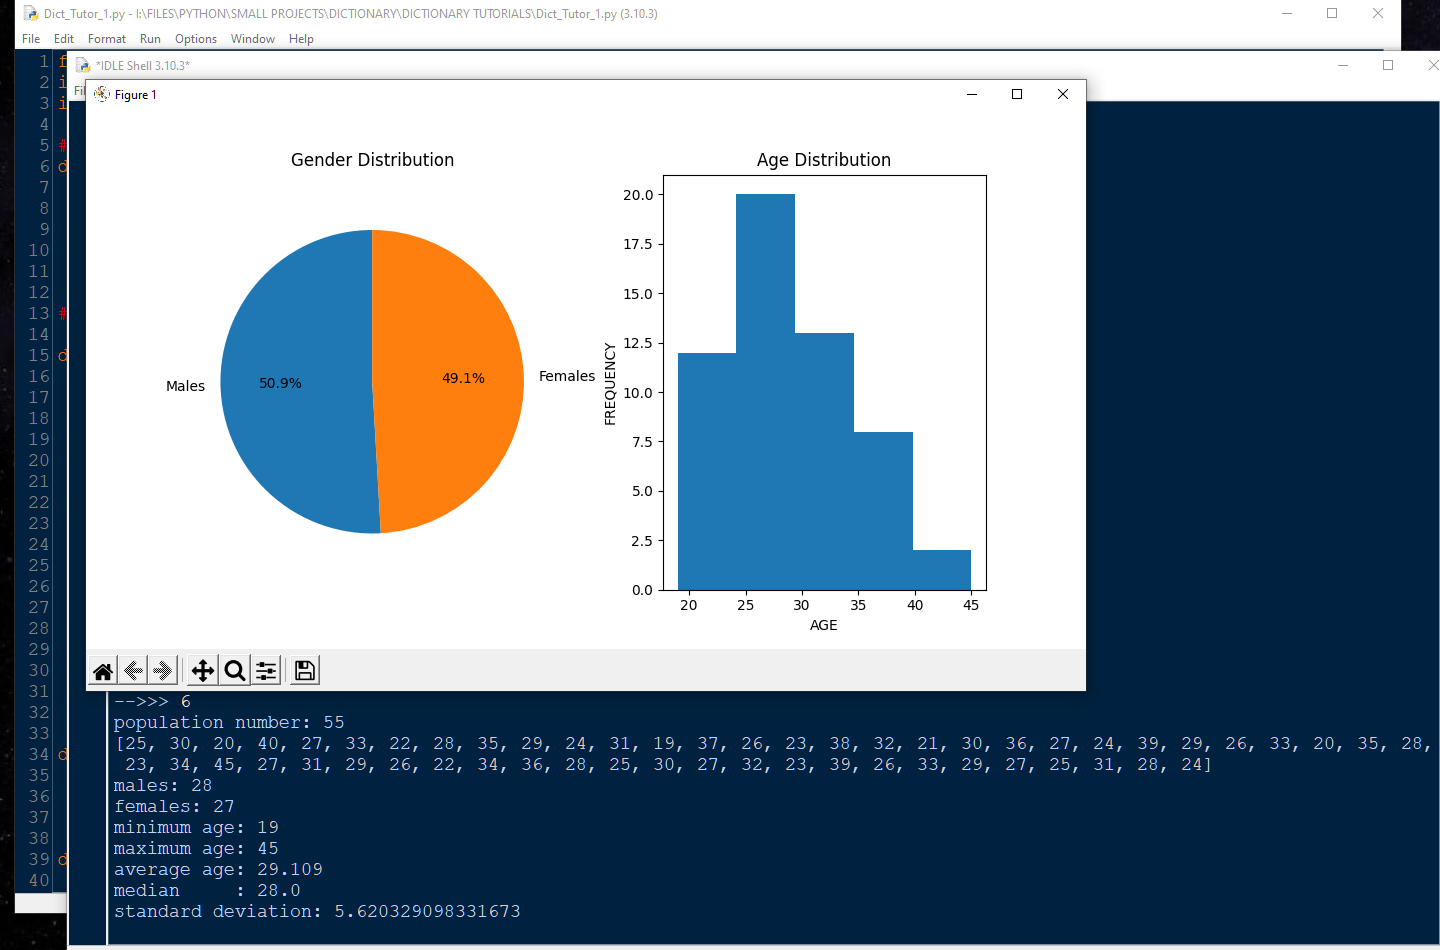 Dict_Tutor_1.py - I:\FILES\PYTHON\SMALL PROJECTS\DICTIONARY\DICTIONARY TUTORIALS\Dict_Tutor_1.py (3.10.3)
File Edit Format Run Options Window Help
*IDLE Shell 3.10.3*
Figure 1
1 f
2 i
3 i
4
5 #
6 d
7
8
9
10
11
12
13 #
14
15 d
16
17
18
19
20
21
22
23
24
25
26
27
28
29
30
31
32
33
34 d
35
36
37
38
39 d
40
Gender Distribution
Males
50.9%
49.1%
Females
Age Distribution
20.0
17.5
15.0
12.5
10.0
7.5
5.0
2.5
0.0
FREQUENCY
20 25 30 35 40 45
AGE
-->>> 6
population number: 55
[25, 30, 20, 40, 27, 33, 22, 28, 35, 29, 24, 31, 19, 37, 26, 23, 38, 32, 21, 30, 36, 27, 24, 39, 29, 26, 33, 20, 35, 28,
23, 34, 45, 27, 31, 29, 26, 22, 34, 36, 28, 25, 30, 27, 32, 23, 39, 26, 33, 29, 27, 25, 31, 28, 24]
males: 28
females: 27
minimum age: 19
maximum age: 45
average age: 29.109
median     : 28.0
standard deviation: 5.620329098331673